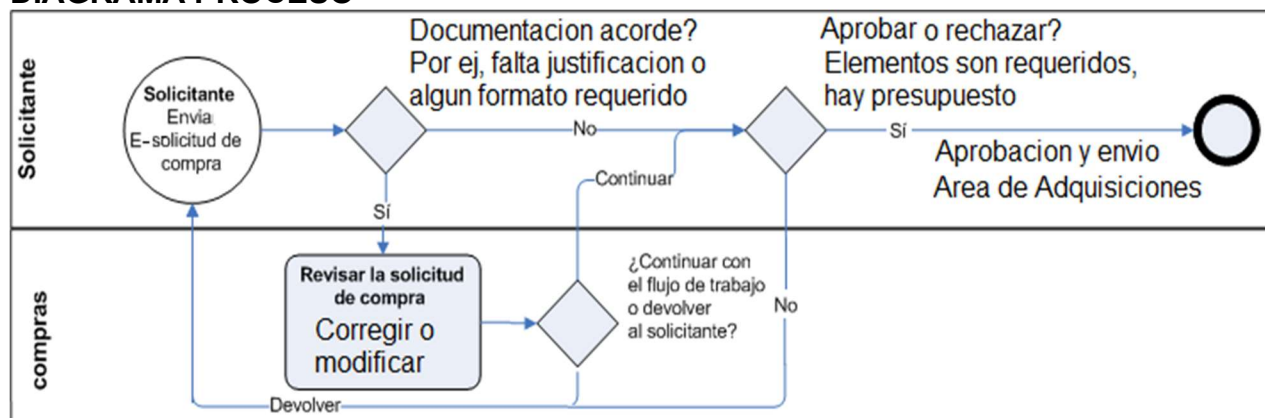 DIAGRAMA PROCESO
Solicitante
Solicitante
Envia
E-solicitud de
compra
Documentacion acorde?
Por ej, falta justificacion o
algun formato requerido
No
Sí
Continuar
Aprobar o rechazar?
Elementos son requeridos,
hay presupuesto
Sí
Aprobacion y envio
Area de Adquisiciones
compras
Revisar la solicitud
de compra
Corregir o
modificar
¿Continuar con
el flujo de trabajo
o devolver
al solicitante?
No
Devolver